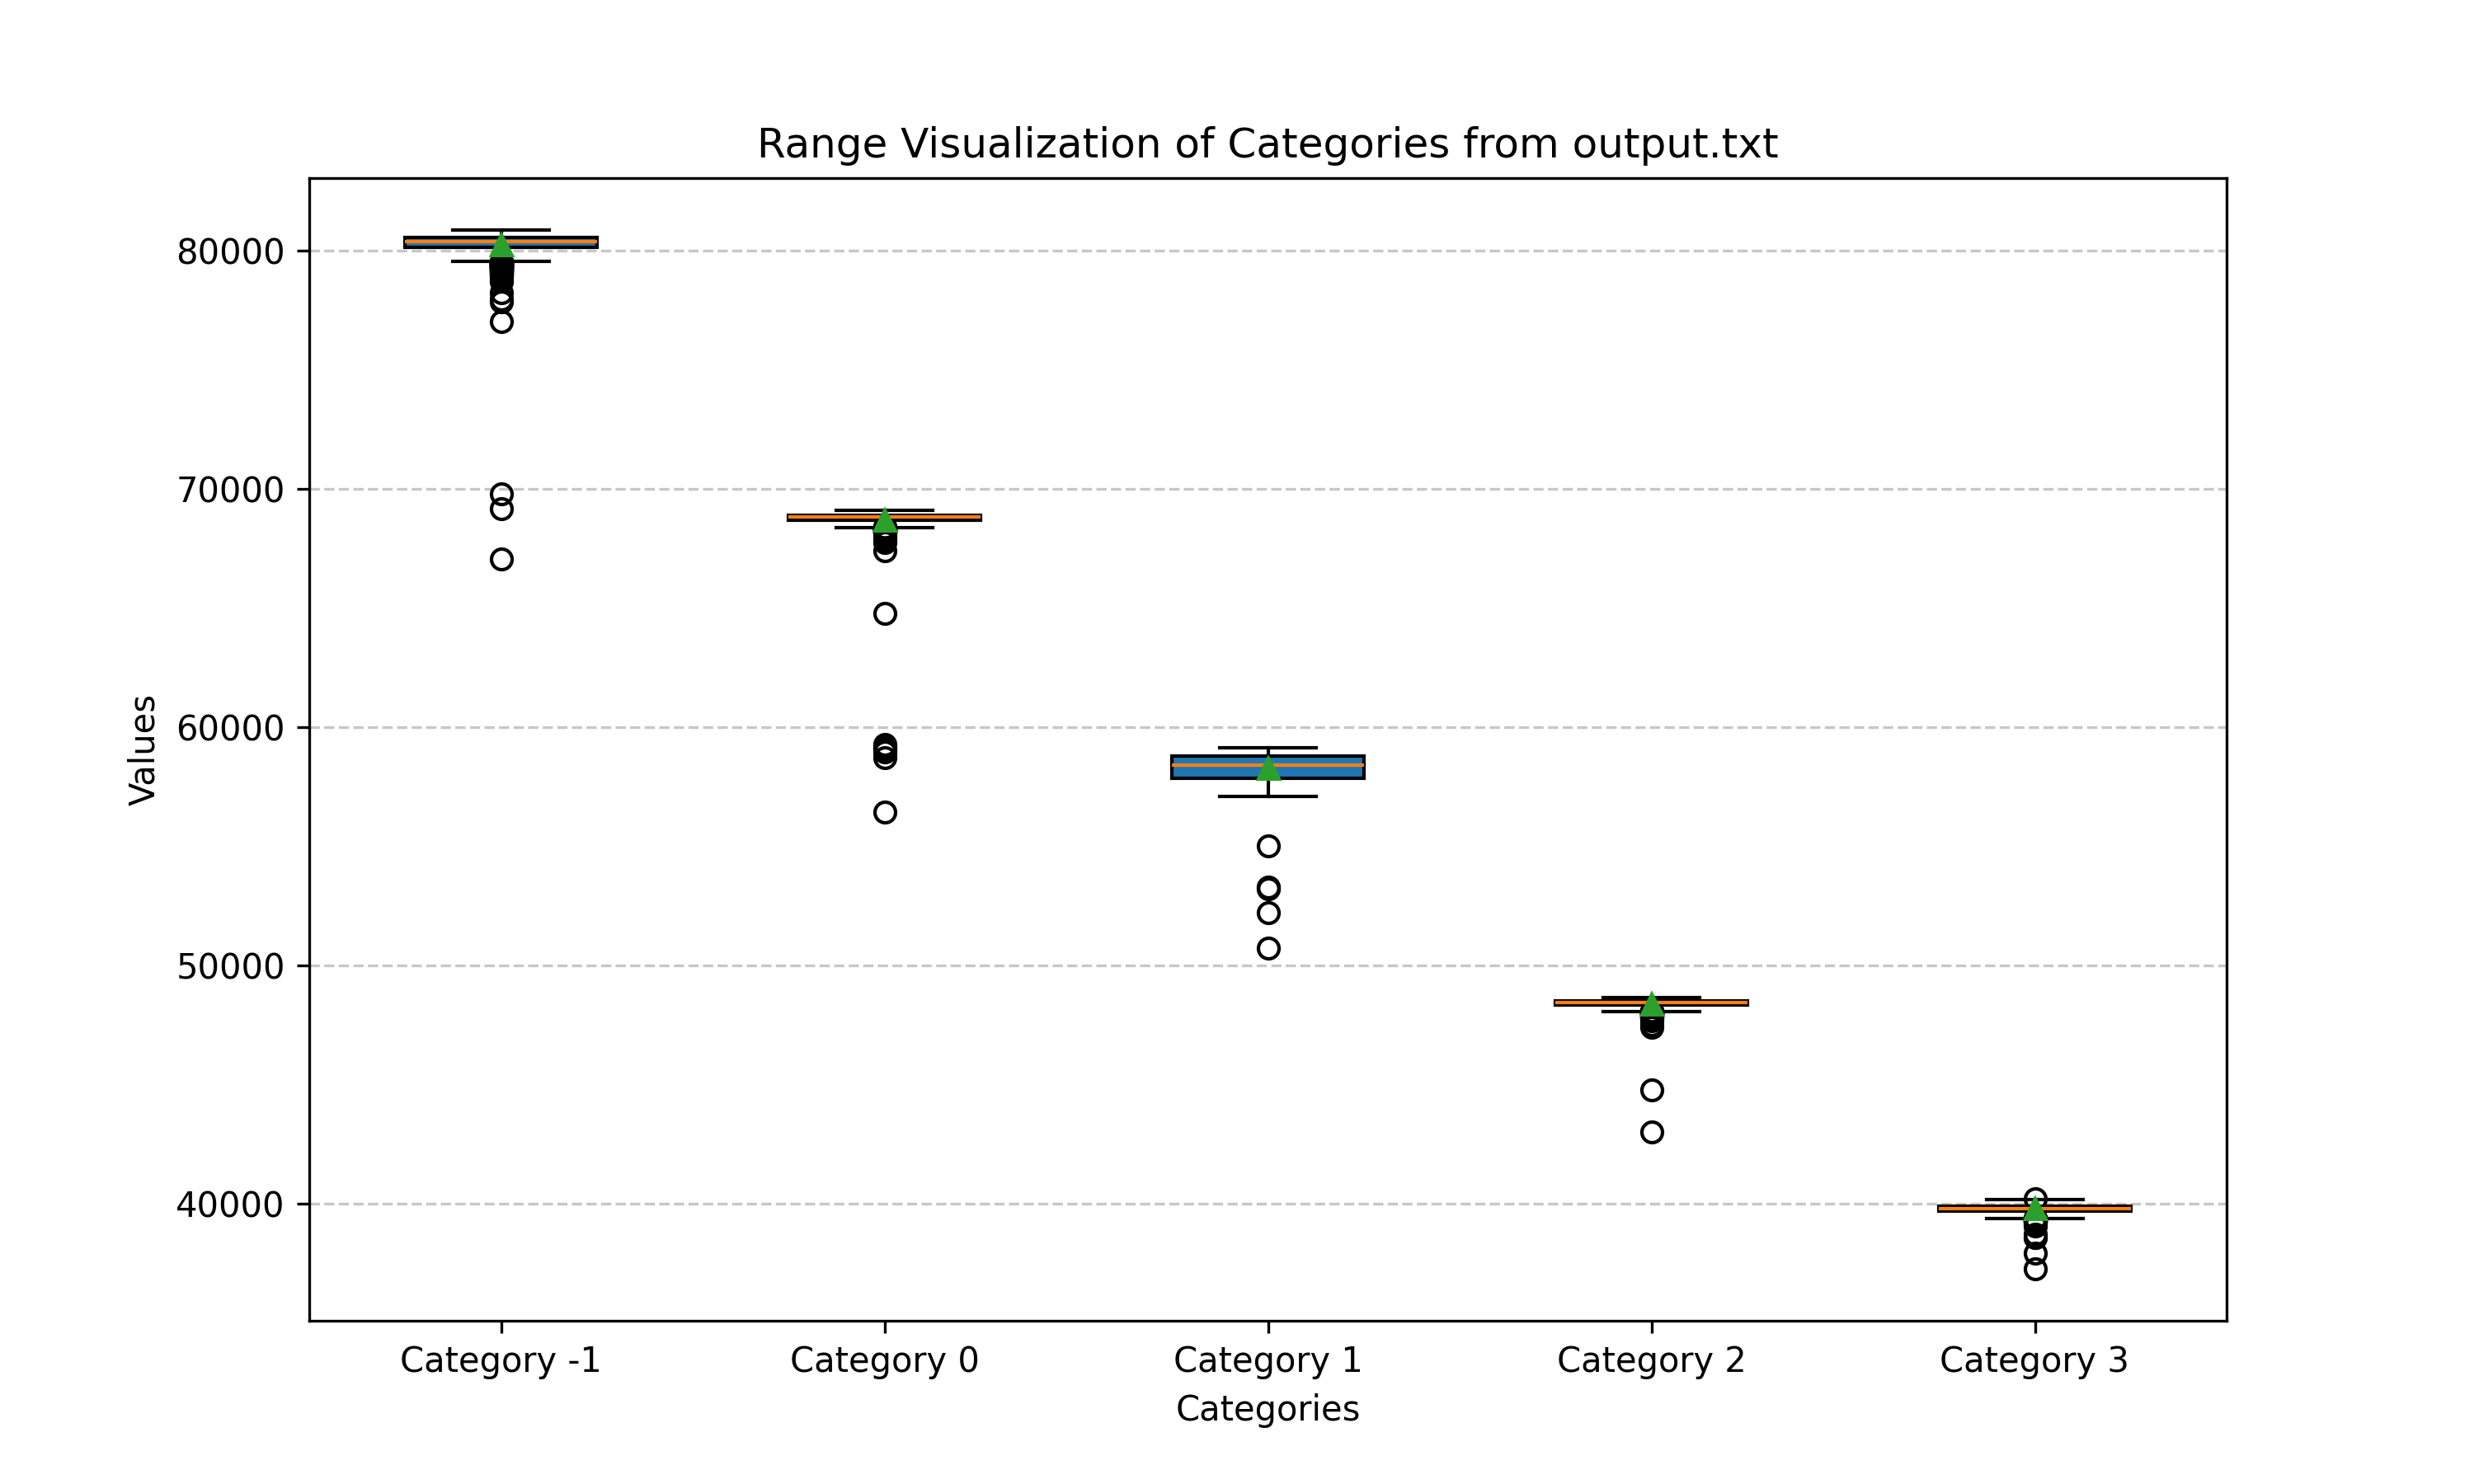 Range Visualization of Categories from output.txt
Values
80000
70000
60000
50000
40000
Category -1
Category 0
Category 1
Category 2
Category 3
Categories